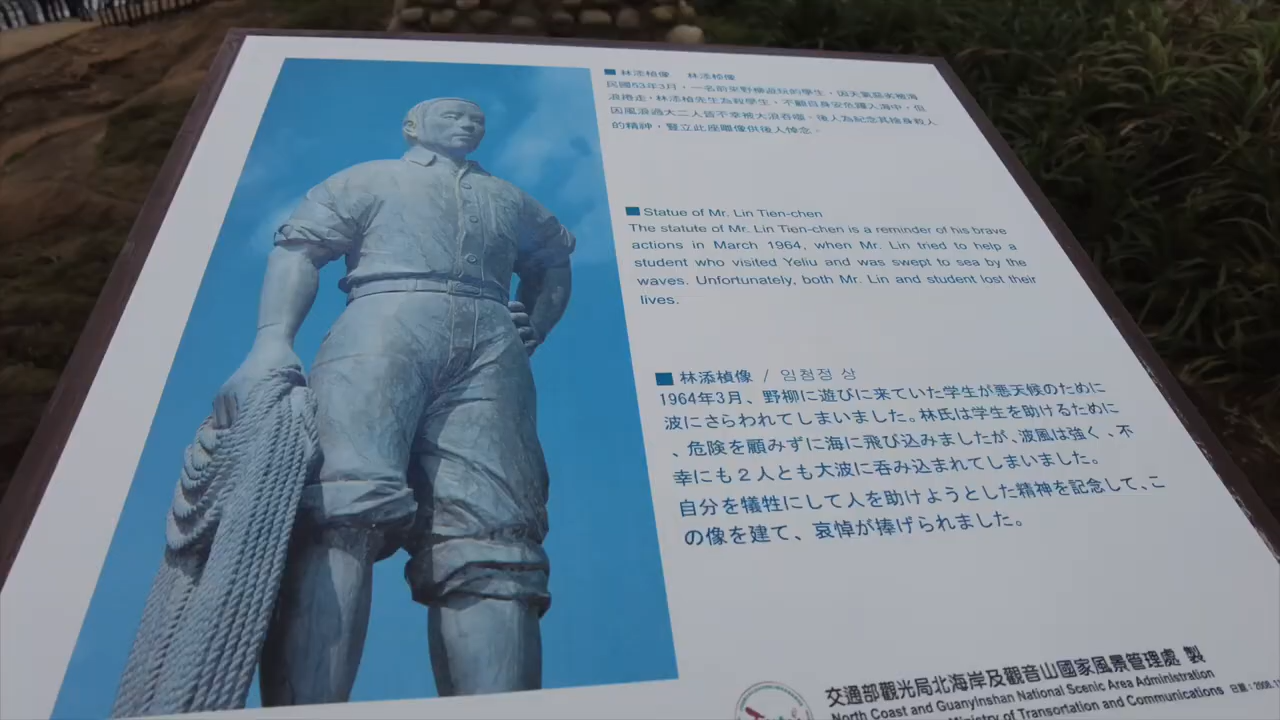 林添楨像 林添楨像
民國53年3月，一名前來野柳遊玩的學生，因天氣惡劣被海
浪捲走，林添楨先生為救學生，不顧自身安危躍入海中，但
因風浪過大二人皆不幸被大浪吞噬。後人為紀念其捨身救人
的精神，豎立此座雕像供後人悼念。
Statue of Mr. Lin Tien-chen
The statute of Mr. Lin Tien-chen is a reminder of his brave
actions in March 1964, when Mr. Lin tried to help a
student who visited Yeliu and was swept to sea by the
waves. Unfortunately, both Mr. Lin and student lost their
lives.
林添楨像 / 임첨정 상
1964年3月、野柳に遊びに来ていた学生が悪天候のために
波にさらわれてしまいました。林氏は学生を助けるために
、危険を顧みずに海に飛び込みましたが、波風は強く、不
幸にも２人とも大波に呑み込まれてしまいました。
自分を犠牲にして人を助けようとした精神を記念して、こ
の像を建て、哀悼が捧げられました。
交通部觀光局北海岸及觀音山國家風景管理處 製
North Coast and GuanyInshan National Scenic Area Administration
Ministry of Transortation and Communications